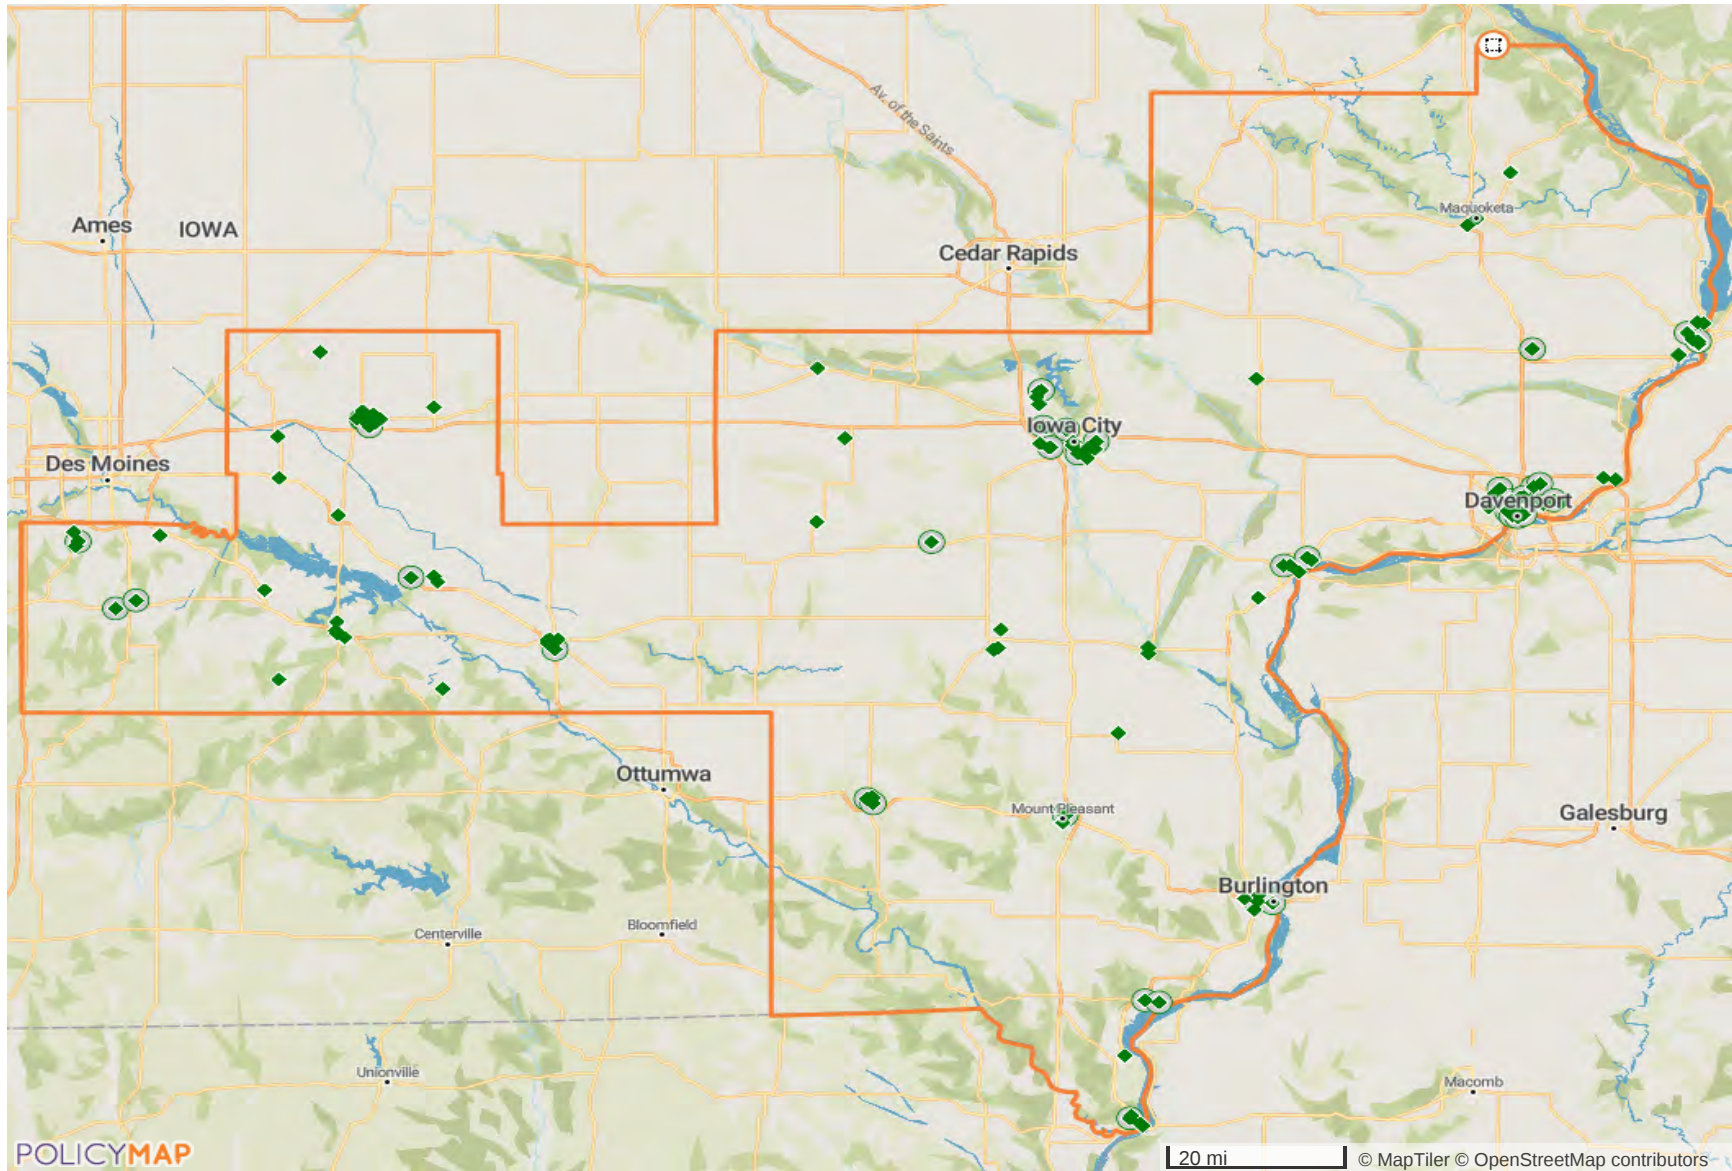 Av. of the Saints
Ames
IOWA
Maquoketa
Cedar Rapids
Iowa City
Des Moines
Davenport
Ottumwa
Mount Pleasant
Galesburg
Burlington
Bloomfield
Centerville
Unionville
Macomb
POLICYMAP
20 mi
© MapTiler © OpenStreetMap contributors